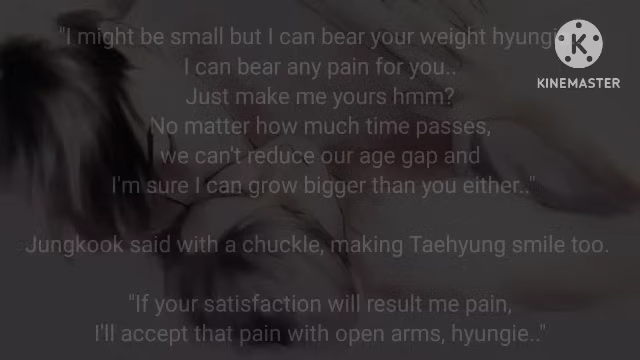 "I might be small but I can bear your weight hyungi
I can bear any pain for you..
Just make me yours hmm?
No matter how much time passes,
we can't reduce our age gap and
I'm sure I can grow bigger than you either.."
Jungkook said with a chuckle, making Taehyung smile too.
"If your satisfaction will result me pain,
I'll accept that pain with open arms, hyungie.."
K
KINEMASTER